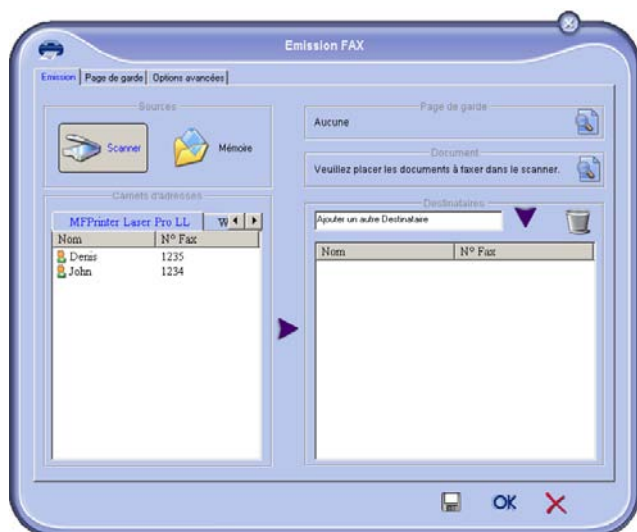 Emission FAX
Emission Page de garde Options avancées
Sources
Scanner Mémoire
Carnets d'adresses
MFPrinter Laser Pro LL W
Nom N° Fax
Denis 1235
John 1234
Page de garde
Aucune
Document
Veuillez placer les documents à faxer dans le scanner.
Destinataires
Ajouter un autre Destinataire
Nom N° Fax
OK